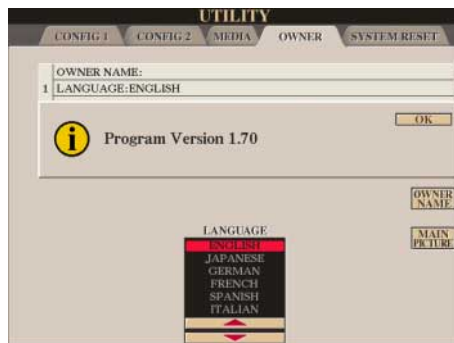 UTILITY
CONFIG 1 CONFIG 2 MEDIA OWNER SYSTEM RESET
OWNER NAME:
1 LANGUAGE:ENGLISH
OK
i Program Version 1.70
OWNER
NAME
LANGUAGE
ENGLISH
JAPANESE
GERMAN
FRENCH
SPANISH
ITALIAN
MAIN
PICTURE